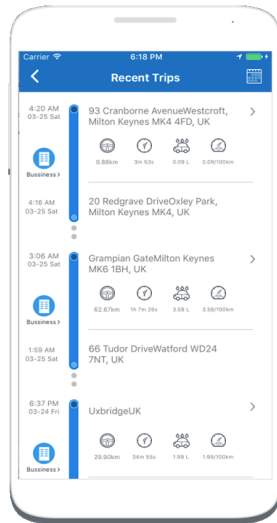 Carrier 6:18 PM
Recent Trips
4:20 AM
03-25 Sat
93 Cranborne AvenueWestcroft,
Milton Keynes MK4 4FD, UK
Bussiness >
0.88km 3m 53s 0.09 L 0.09/100km
4:16 AM
03-25 Sat
20 Redgrave DriveOxley Park,
Milton Keynes MK4, UK
3:06 AM
03-25 Sat
Grampian GateMilton Keynes
MK6 1BH, UK
Bussiness >
62.67km 1h 7m 26s 3.58 L 3.58/100km
1:59 AM
03-25 Sat
66 Tudor DriveWatford WD24
7NT, UK
6:37 PM
03-24 Fri
UxbridgeUK
Bussiness >
29.90km 34m 55s 1.99 L 1.99/100km